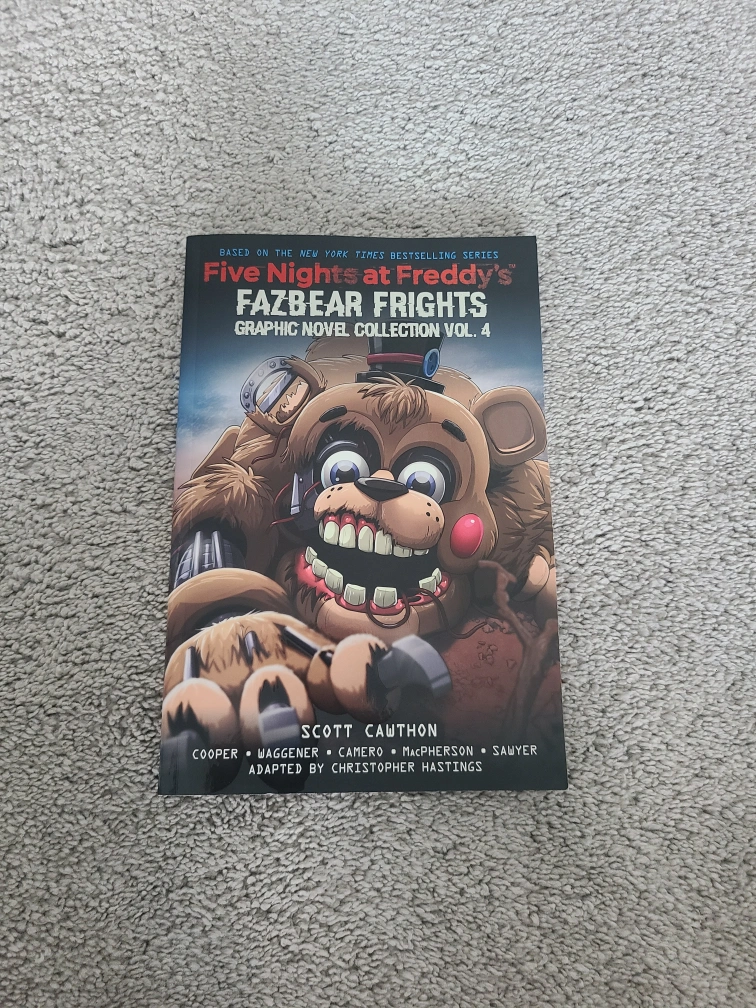 BASED ON THE NEW YORK TIMES BESTSELLING SERIES
Five Nights at Freddy's™
FAZBEAR FRIGHTS
GRAPHIC NOVEL COLLECTION VOL. 4
SCOTT CAWTHON
COOPER • WAGGENER • CAMERO • MacPHERSON • SAWYER
ADAPTED BY CHRISTOPHER HASTINGS